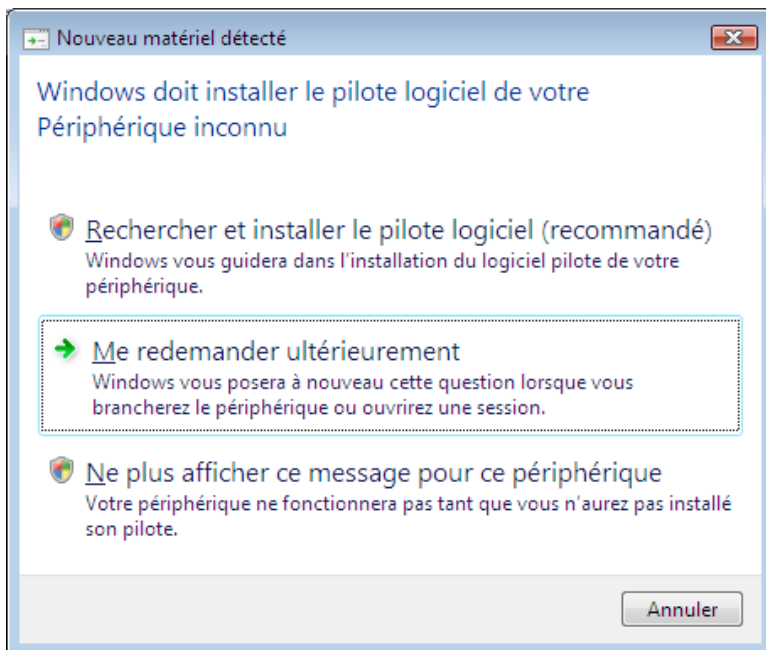 Nouveau matériel détecté
Windows doit installer le pilote logiciel de votre
Périphérique inconnu
Rechercher et installer le pilote logiciel (recommandé)
Windows vous guidera dans l'installation du logiciel pilote de votre
périphérique.
Me redemander ultérieurement
Windows vous posera à nouveau cette question lorsque vous
brancherez le périphérique ou ouvrirez une session.
Ne plus afficher ce message pour ce périphérique
Votre périphérique ne fonctionnera pas tant que vous n'aurez pas installé
son pilote.
Annuler